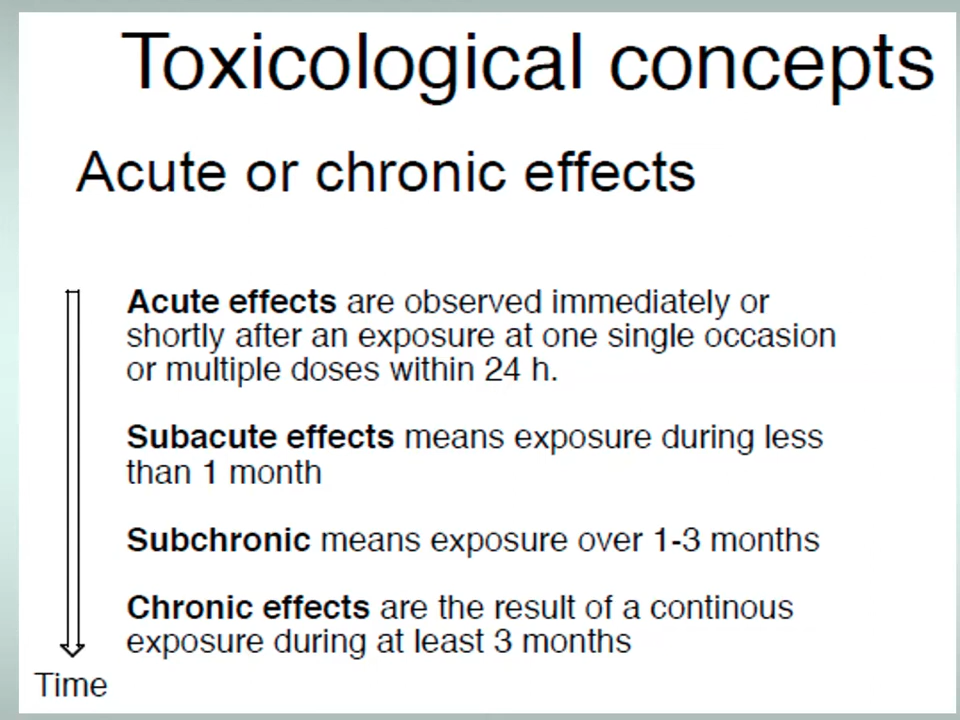 Toxicological concepts
Acute or chronic effects
Acute effects are observed immediately or
shortly after an exposure at one single occasion
or multiple doses within 24 h.
Subacute effects means exposure during less
than 1 month
Subchronic means exposure over 1-3 months
Chronic effects are the result of a continous
exposure during at least 3 months
Time